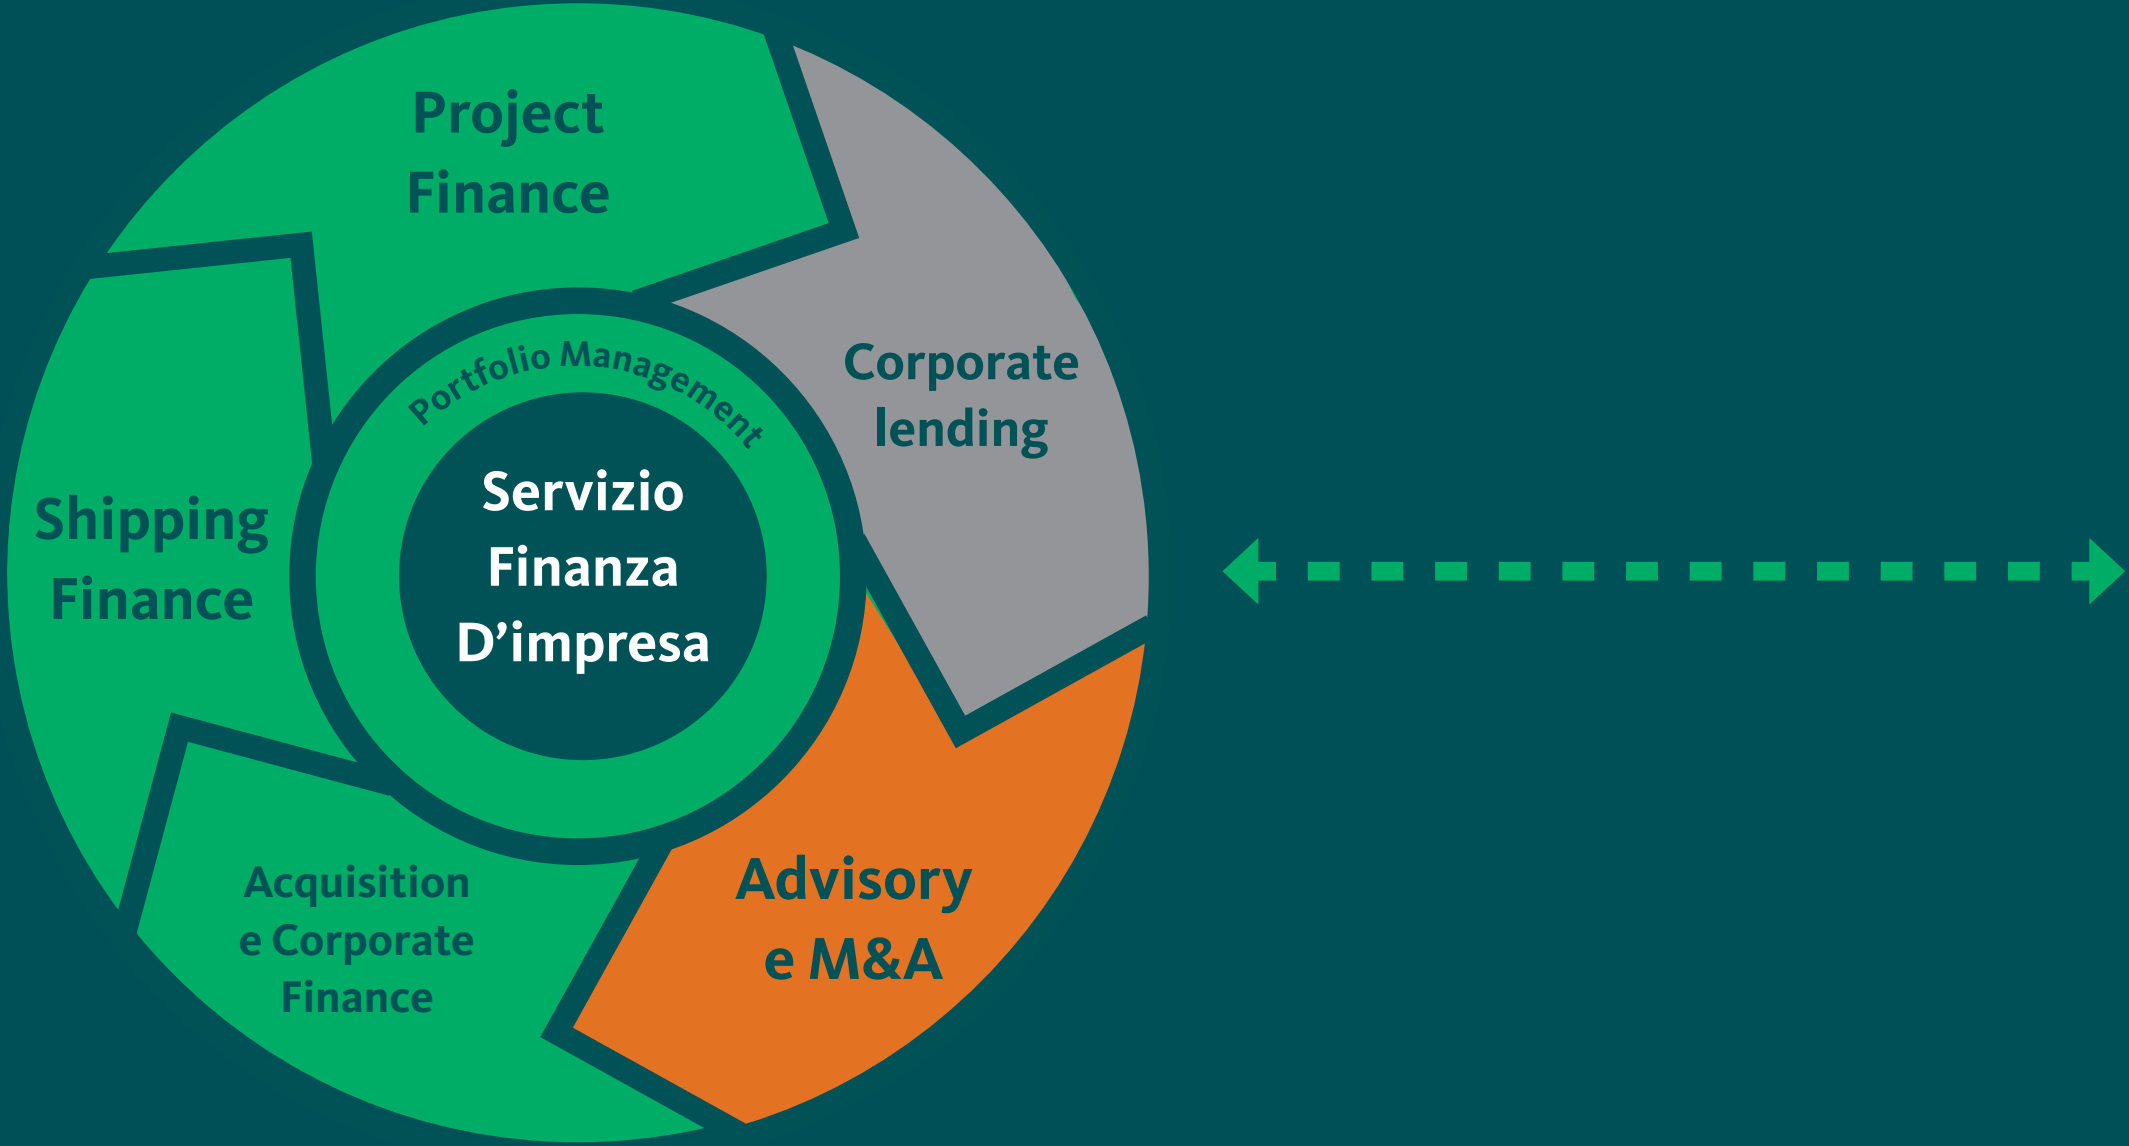 Project
Finance
Corporate
lending
Portfolio Management
Servizio
Finanza
D’impresa
Shipping
Finance
Acquisition
e Corporate
Finance
Advisory
e M&A